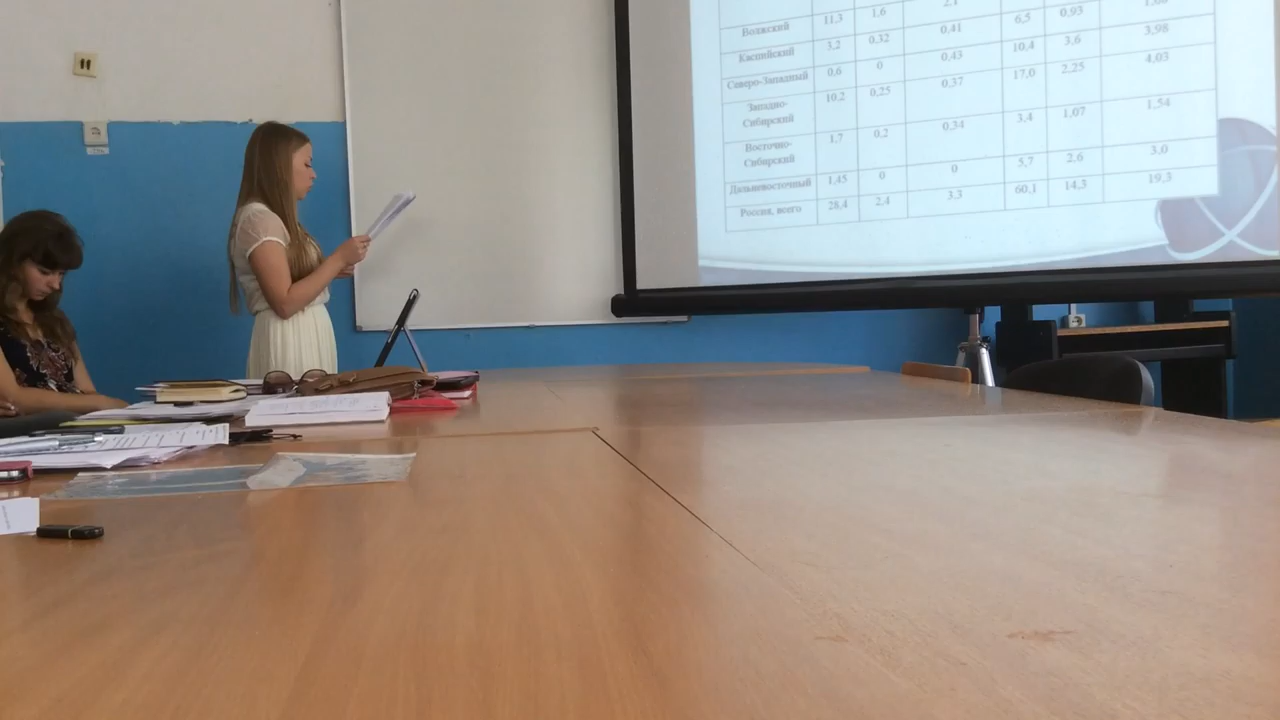 Волжский 11,3 1,6 2,1
Каспийский 3,2 0,32 0,41 6,5 0,93
Северо-Западный 0,6 0 0,43 10,4 3,6 3,98
Западно- 10,2 0,25 0,37 17,0 2,25 4,03
Сибирский
Восточно- 1,7 0,2 0,34 3,4 1,07 1,54
Сибирский
Дальневосточный 1,45 0 0 5,7 2,6 3,0
Россия, всего 28,4 2,4 3,3 60,1 14,3 19,3